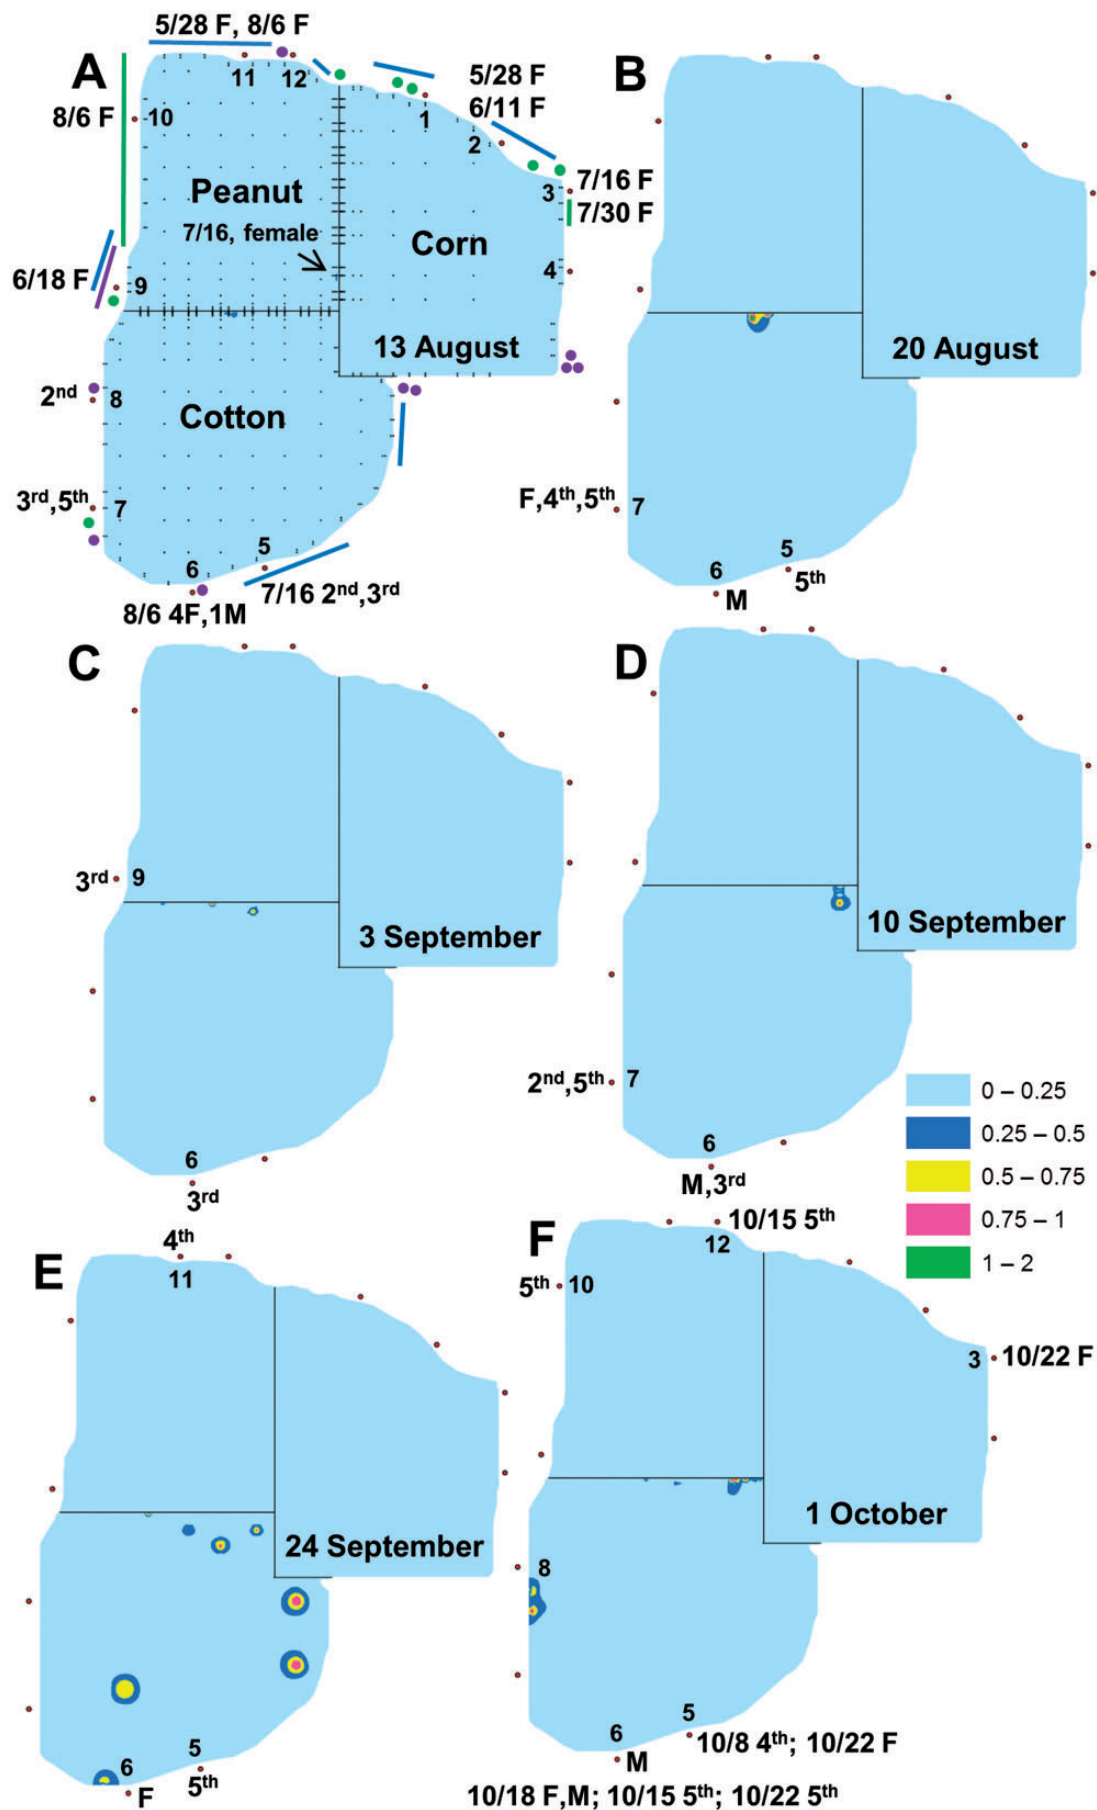 5/28 F, 8/6 F
A
11 12
5/28 F
6/11 F
8/6 F
10
1
2
Peanut
3
7/16 F
7/30 F
7/16, female
Corn
6/18 F
9
4
13 August
2nd
8
Cotton
3rd,5th
7
5
6
7/16 2nd,3rd
8/6 4F,1M
B
20 August
F,4th,5th
7
5
6
5th
M
C
3rd
9
3 September
6
3rd
D
10 September
2nd,5th
7
6
M,3rd
0 – 0.25
0.25 – 0.5
0.5 – 0.75
0.75 – 1
1 – 2
E
4th
11
24 September
5
6
5th
F
F
10/15 5th
12
5th
10
3
10/22 F
1 October
8
5
6
10/8 4th; 10/22 F
M
10/18 F,M; 10/15 5th; 10/22 5th